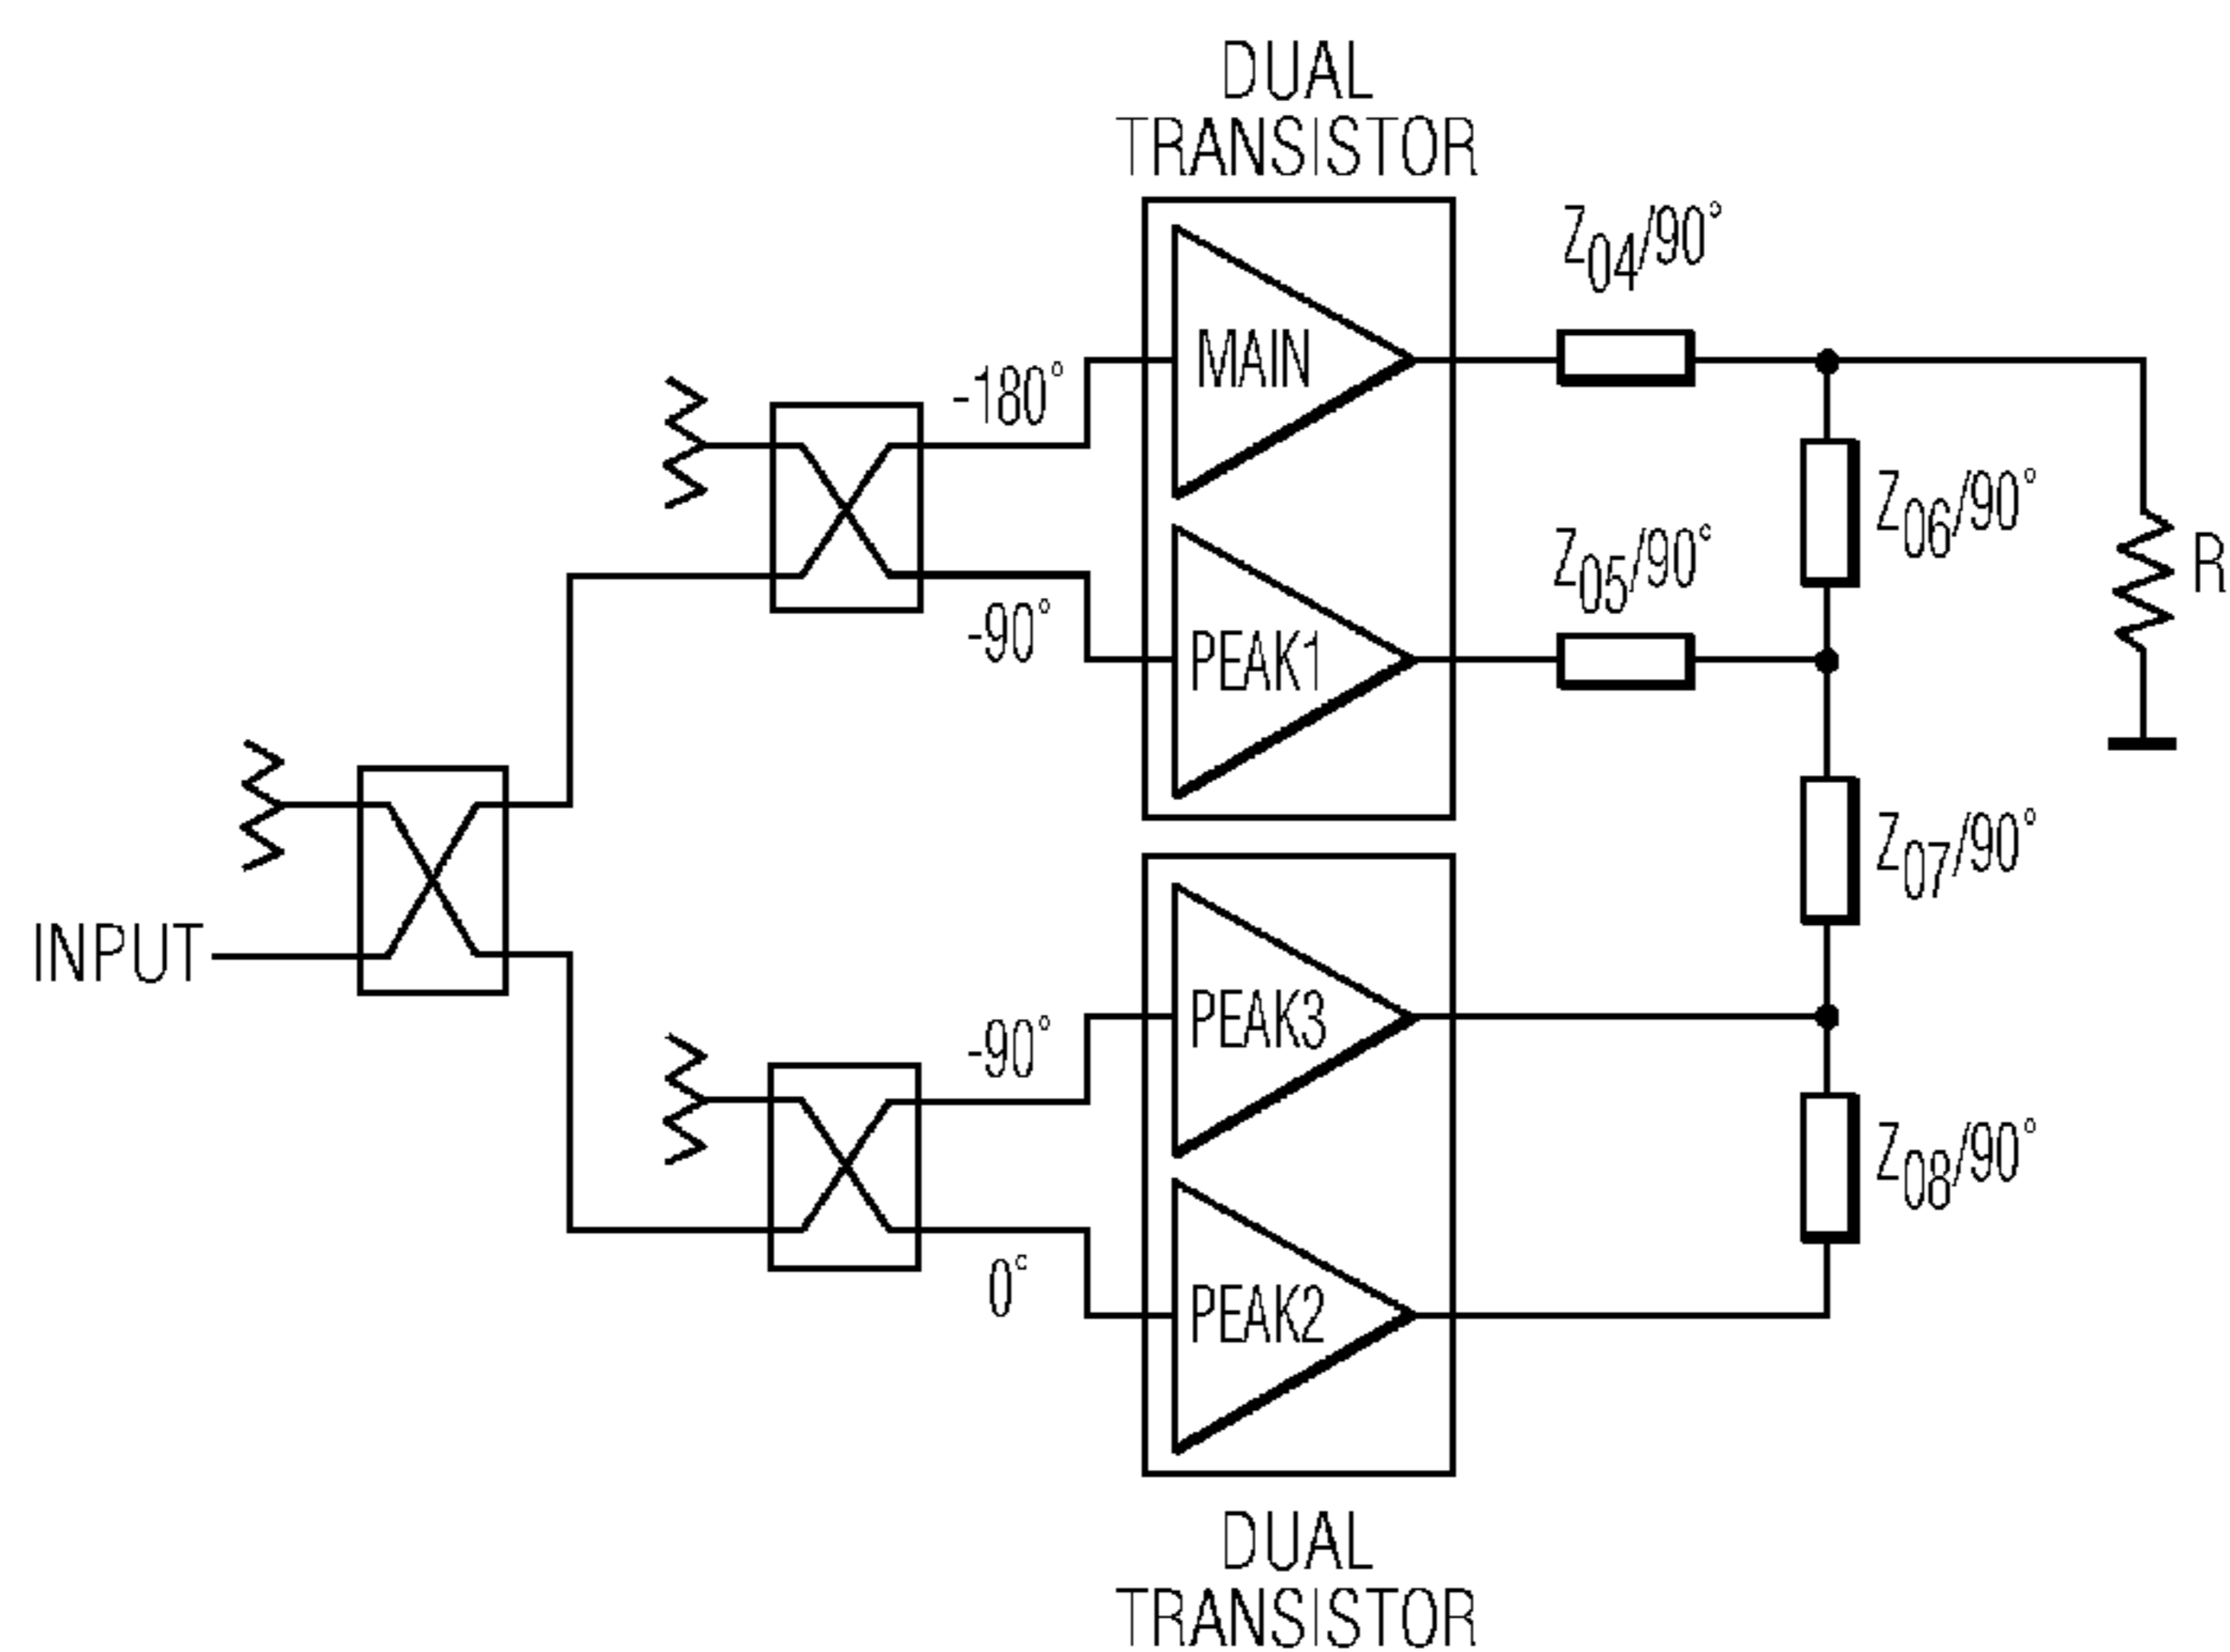 DUAL
TRANSISTOR
Z04/90°
-180°
MAIN
Z06/90°
Z05/90°
R
-90°
PEAK1
Z07/90°
INPUT
-90°
PEAK3
Z08/90°
0°
PEAK2
DUAL
TRANSISTOR